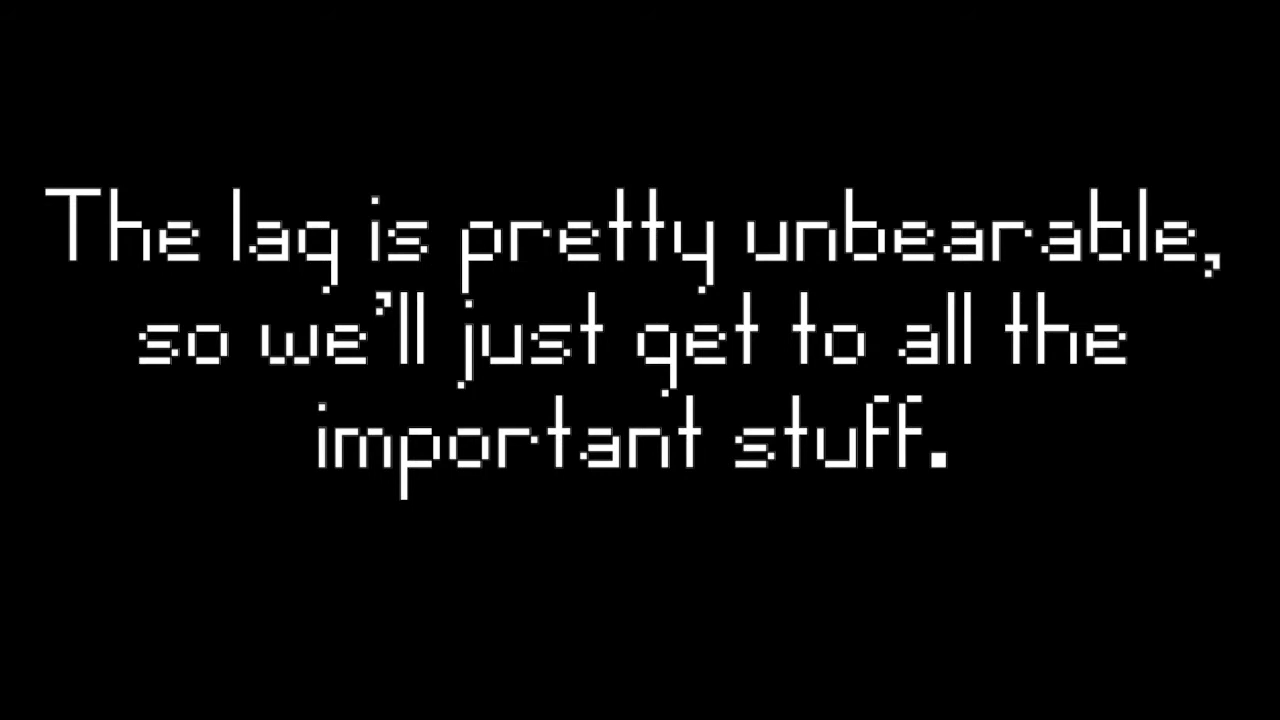 The lag is pretty unbearable,
so we'll just get to all the
important stuff.